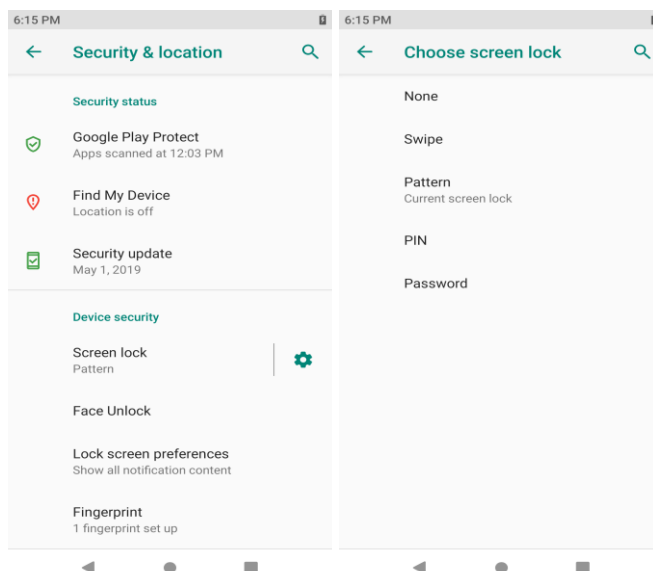 6:15 PM
Security & location
Security status
Google Play Protect
Apps scanned at 12:03 PM
Find My Device
Location is off
Security update
May 1, 2019
Device security
Screen lock
Pattern
Face Unlock
Lock screen preferences
Show all notification content
Fingerprint
1 fingerprint set up
6:15 PM
Choose screen lock
None
Swipe
Pattern
Current screen lock
PIN
Password